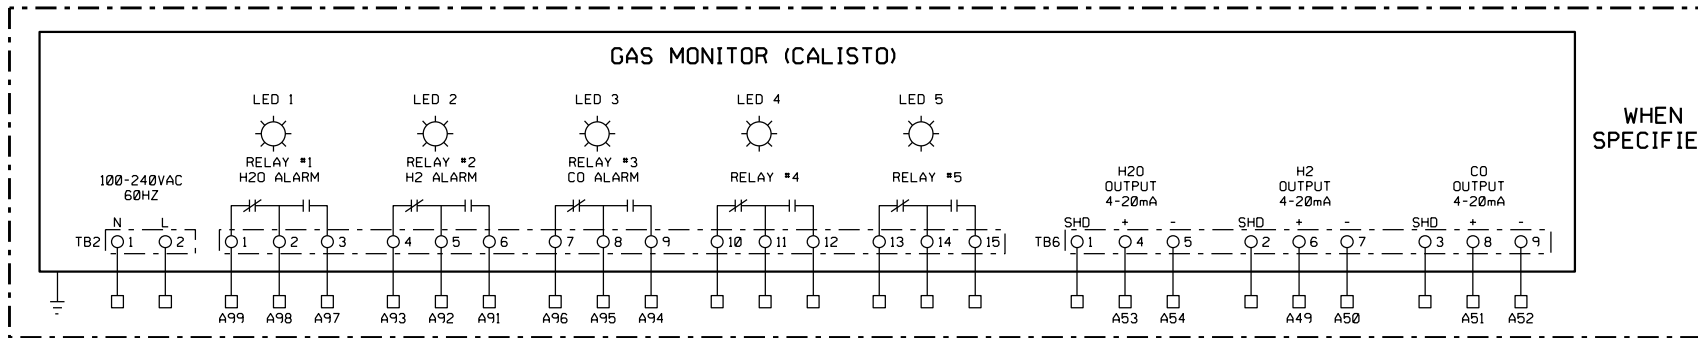 GAS MONITOR (CALISTO)
LED 1 LED 2 LED 3 LED 4 LED 5
WHEN
SPECIFIE
RELAY #1 RELAY #2 RELAY #3
H2O ALARM H2 ALARM CO ALARM RELAY #4 RELAY #5
100-240VAC
60HZ
H2O H2 CO
OUTPUT OUTPUT OUTPUT
4-20mA 4-20mA 4-20mA
N L SHD + - SHD + - SHD + -
TB2 1 2 1 2 3 4 5 6 7 8 9 10 11 12 13 14 15 TB6 1 4 5 2 6 7 3 8 9
A99 A98 A97 A93 A92 A91 A96 A95 A94 A53 A54 A49 A50 A51 A52